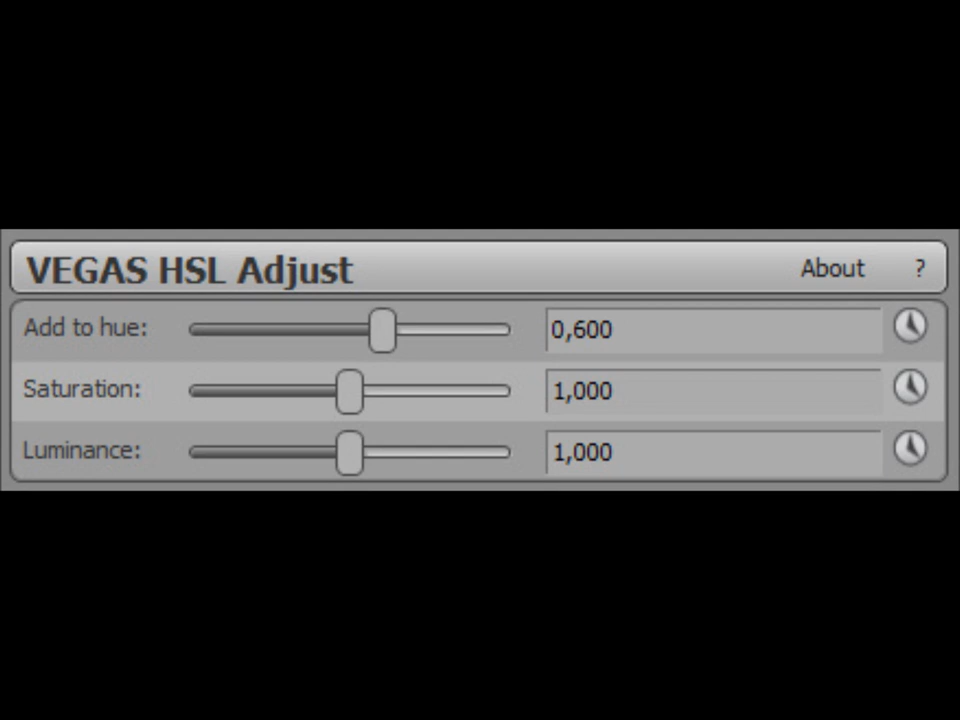 VEGAS HSL Adjust About ?
Add to hue: 0,600
Saturation: 1,000
Luminance: 1,000